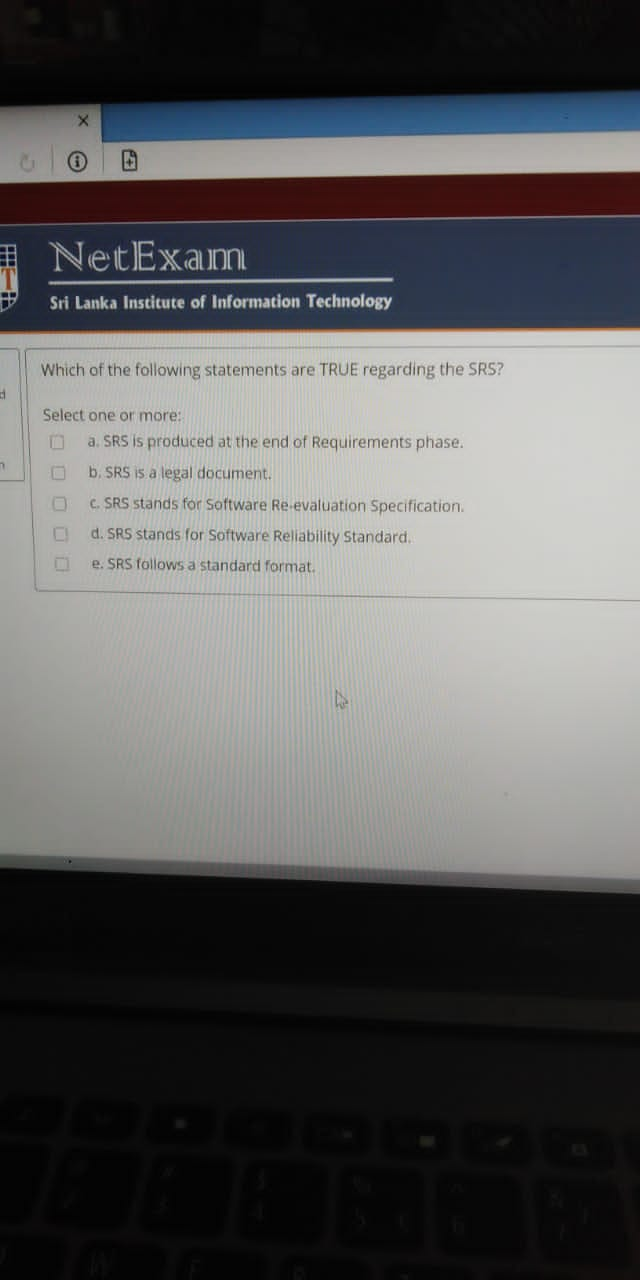 NetExam
T
Sri Lanka Institute of Information Technology
d
Which of the following statements are TRUE regarding the SRS?
Select one or more:
a. SRS is produced at the end of Requirements phase.
b. SRS is a legal document.
c. SRS stands for Software Re-evaluation Specification.
d. SRS stands for Software Reliability Standard.
e. SRS follows a standard format.